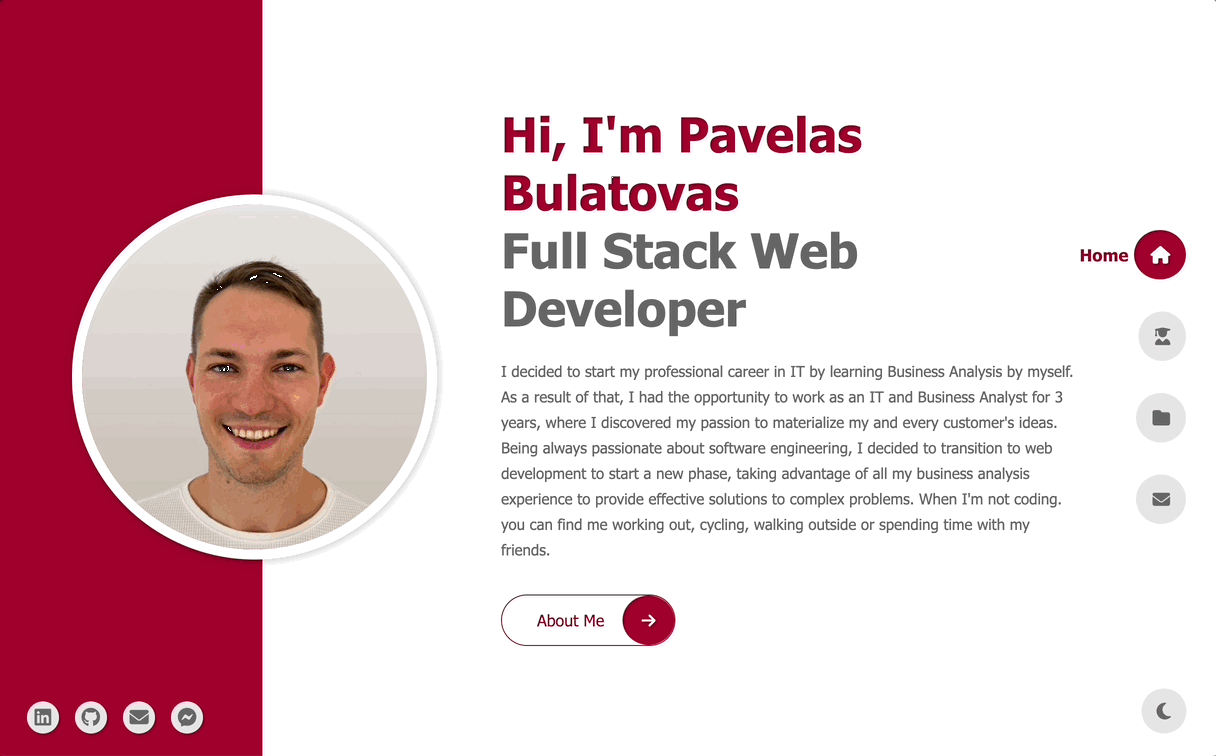 Hi, I'm Pavelas
Bulatovas
Full Stack Web
Developer
Home
I decided to start my professional career in IT by learning Business Analysis by myself.
As a result of that, I had the opportunity to work as an IT and Business Analyst for 3
years, where I discovered my passion to materialize my and every customer's ideas.
Being always passionate about software engineering, I decided to transition to web
development to start a new phase, taking advantage of all my business analysis
experience to provide effective solutions to complex problems. When I'm not coding.
you can find me working out, cycling, walking outside or spending time with my
friends.
About Me